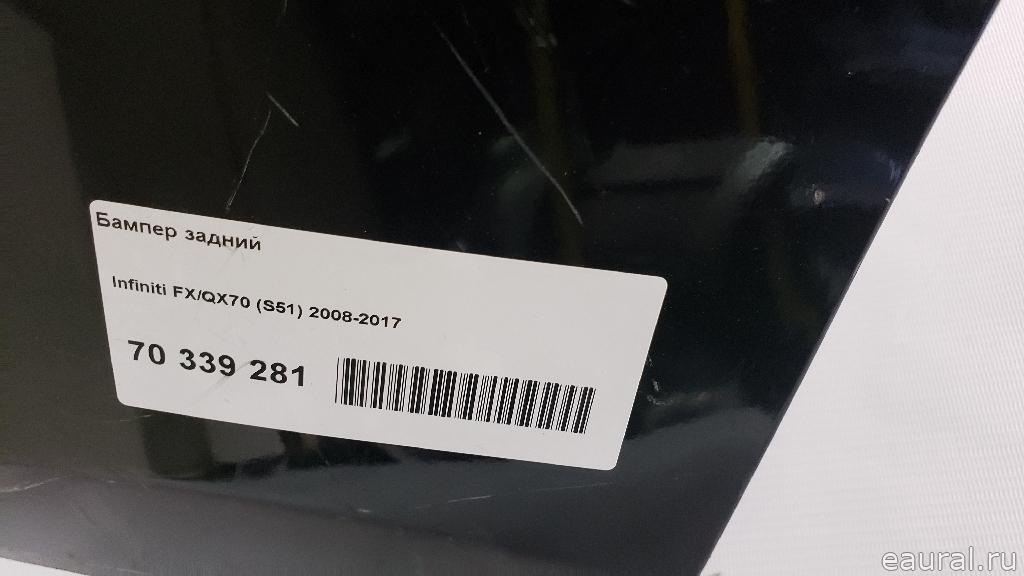 Бампер задний
Infiniti FX/QX70 (S51) 2008-2017
70 339 281
eaural.ru